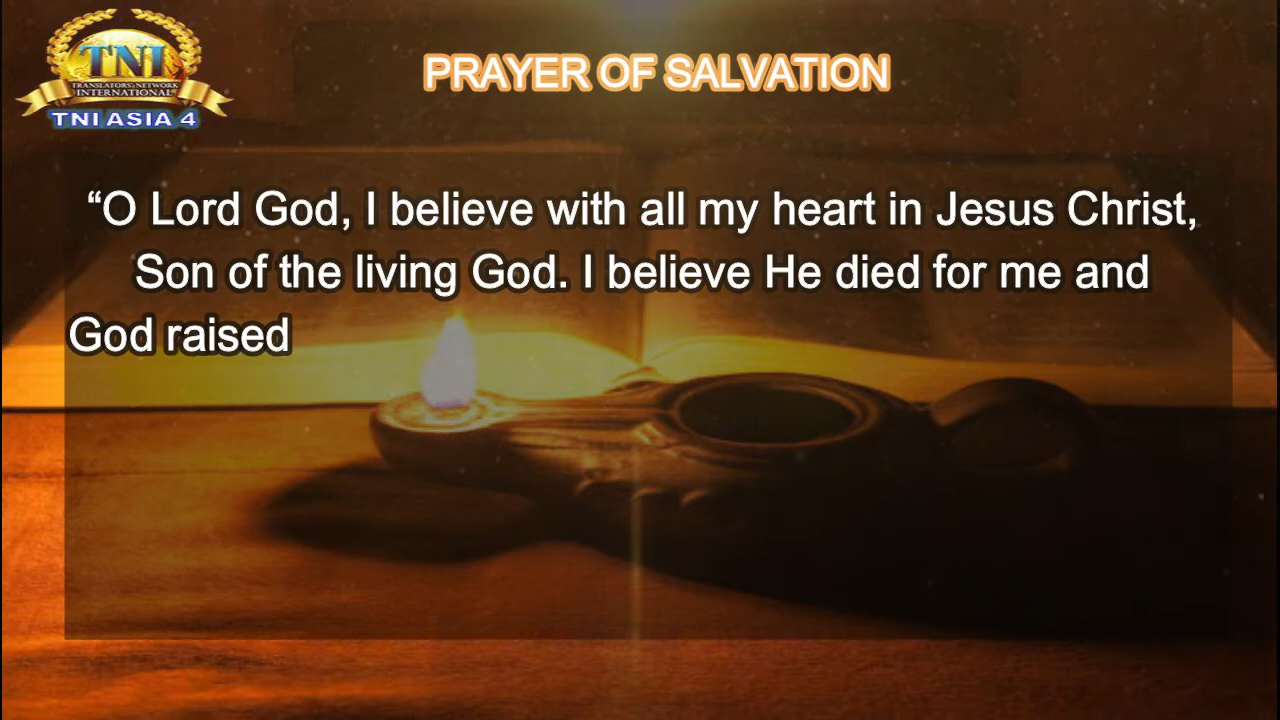 TNI
TRANSLATORS NETWORK
INTERNATIONAL
TNI ASIA 4
PRAYER OF SALVATION
“O Lord God, I believe with all my heart in Jesus Christ,
Son of the living God. I believe He died for me and
God raised